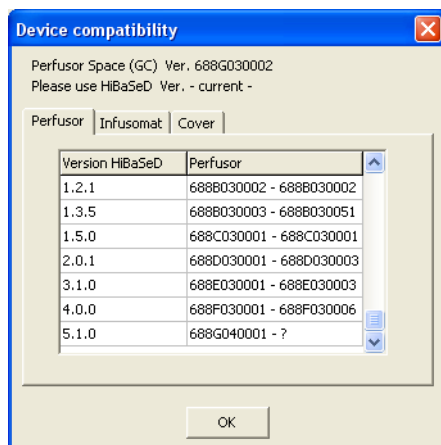 Device compatibility
Perfusor Space (GC) Ver. 688G030002
Please use HiBaSeD Ver. - current -
Perfusor Infusomat Cover
Version HiBaSeD Perfusor
1.2.1 688B030002 - 688B030002
1.3.5 688B030003 - 688B030051
1.5.0 688C030001 - 688C030001
2.0.1 688D030001 - 688D030003
3.1.0 688E030001 - 688E030003
4.0.0 688F030001 - 688F030006
5.1.0 688G040001 - ?
OK